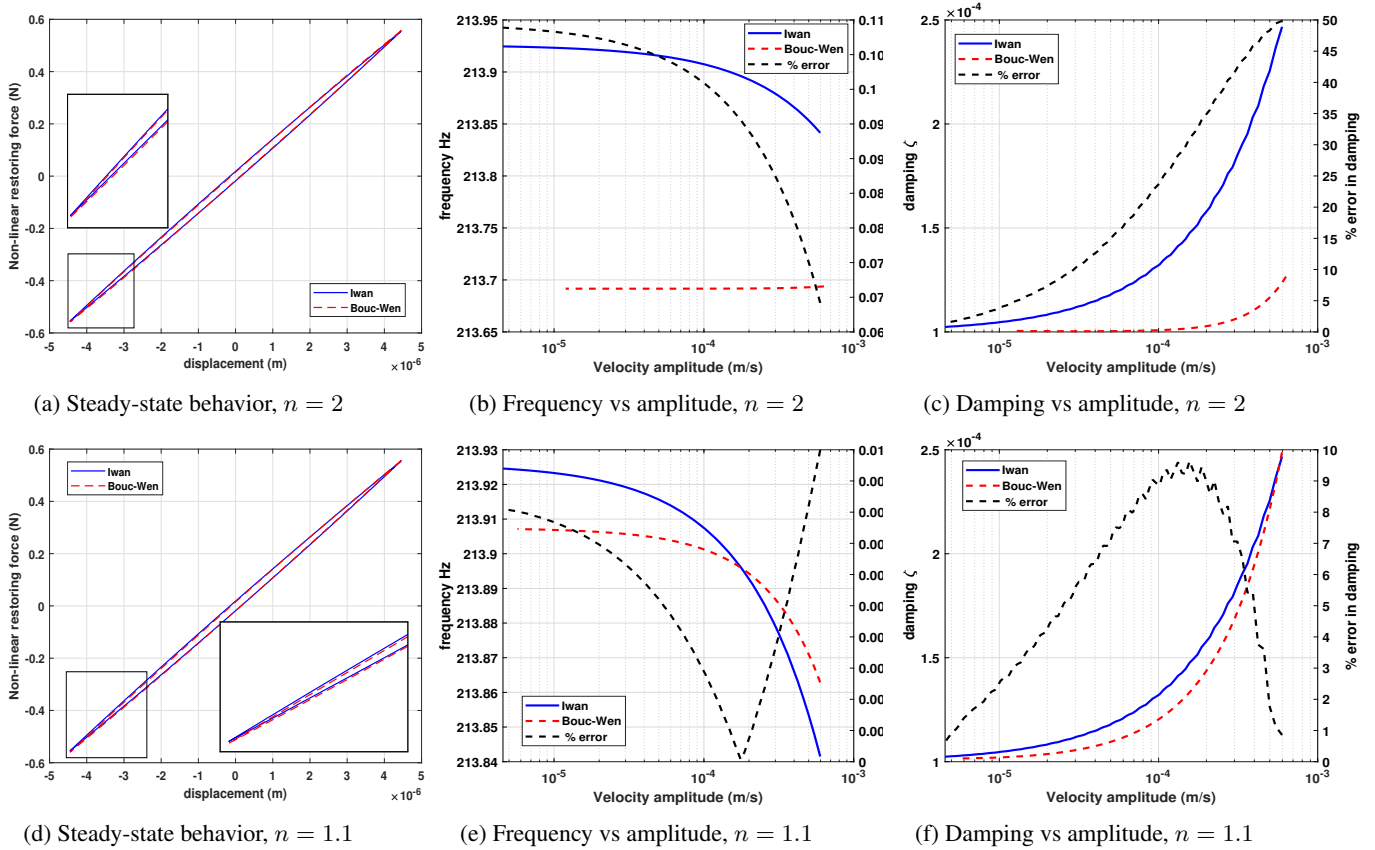 0.6
0.4
0.2
0
-0.2
-0.4
-0.6
Non-linear restoring force (N)
Iwan
Bouc-Wen
-5 -4 -3 -2 -1 0 1 2 3 4 5
displacement (m)
×10⁻⁶
(a) Steady-state behavior, n = 2
213.95
213.9
213.85
213.8
213.75
213.7
213.65
frequency Hz
Iwan
Bouc-Wen
% error
0.11
0.10
0.1
0.09
0.09
0.08
0.08
0.07
0.07
0.06
10⁻⁵ 10⁻⁴ 10⁻³
Velocity amplitude (m/s)
(b) Frequency vs amplitude, n = 2
×10⁻⁴
2.5
2
1.5
1
damping ζ
Iwan
Bouc-Wen
% error
50
45
40
35
30
25
20
15
10
5
0
% error in damping
10⁻⁵ 10⁻⁴ 10⁻³
Velocity amplitude (m/s)
(c) Damping vs amplitude, n = 2
0.6
0.4
0.2
0
-0.2
-0.4
-0.6
Non-linear restoring force (N)
Iwan
Bouc-Wen
-5 -4 -3 -2 -1 0 1 2 3 4 5
displacement (m)
×10⁻⁶
(d) Steady-state behavior, n = 1.1
213.93
213.92
213.91
213.9
213.89
213.88
213.87
213.86
213.85
213.84
frequency Hz
Iwan
Bouc-Wen
% error
0.01
0.00
0.00
0.00
0.00
0.00
0.00
0.00
0.00
0.00
0
10⁻⁵ 10⁻⁴ 10⁻³
Velocity amplitude (m/s)
(e) Frequency vs amplitude, n = 1.1
×10⁻⁴
2.5
2
1.5
1
damping ζ
Iwan
Bouc-Wen
% error
10
9
8
7
6
5
4
3
2
1
0
% error in damping
10⁻⁵ 10⁻⁴ 10⁻³
Velocity amplitude (m/s)
(f) Damping vs amplitude, n = 1.1